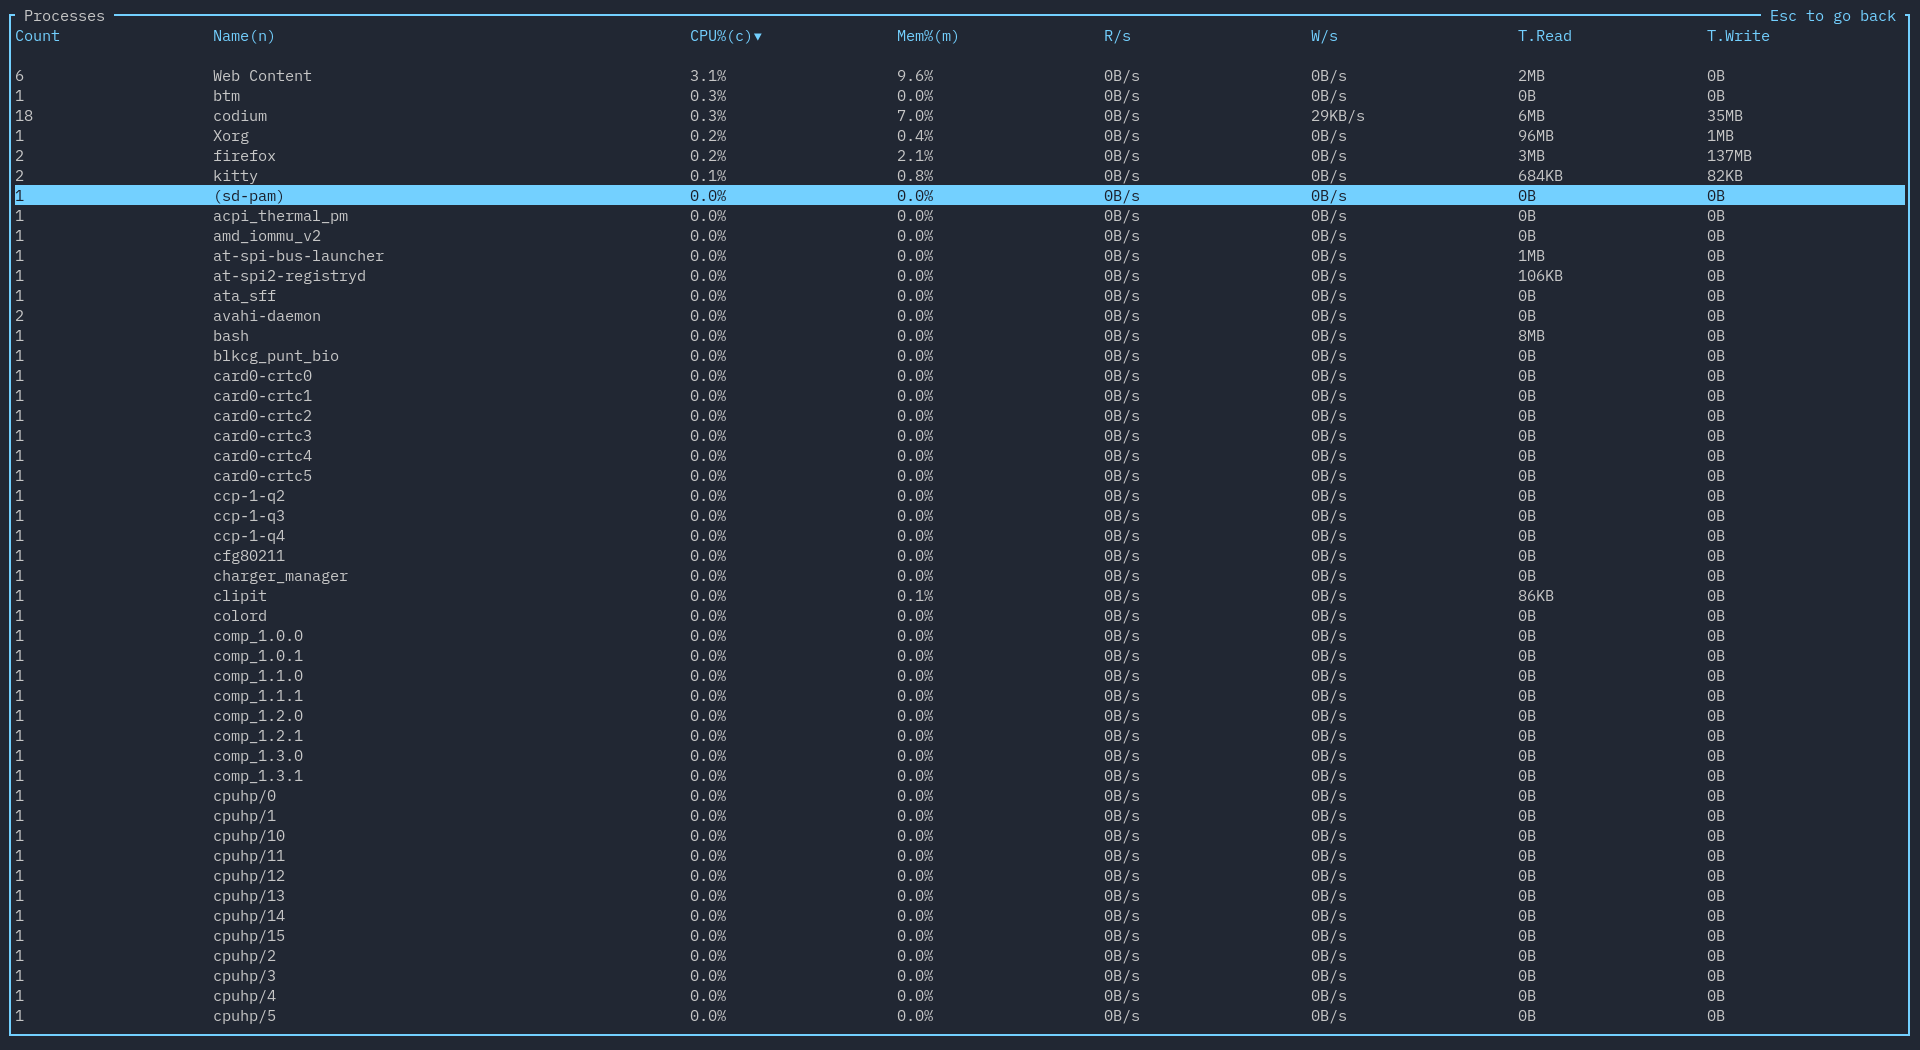 Processes Esc to go back
Count Name(n) CPU%(c)▼ Mem%(m) R/s W/s T.Read T.Write
6 Web Content 3.1% 9.6% 0B/s 0B/s 2MB 0B
1 btm 0.3% 0.0% 0B/s 0B/s 0B 0B
18 codium 0.3% 7.0% 0B/s 29KB/s 6MB 35MB
1 Xorg 0.2% 0.4% 0B/s 0B/s 96MB 1MB
2 firefox 0.2% 2.1% 0B/s 0B/s 3MB 137MB
2 kitty 0.1% 0.8% 0B/s 0B/s 684KB 82KB
1 (sd-pam) 0.0% 0.0% 0B/s 0B/s 0B 0B
1 acpi_thermal_pm 0.0% 0.0% 0B/s 0B/s 0B 0B
1 amd_iommu_v2 0.0% 0.0% 0B/s 0B/s 0B 0B
1 at-spi-bus-launcher 0.0% 0.0% 0B/s 0B/s 1MB 0B
1 at-spi2-registryd 0.0% 0.0% 0B/s 0B/s 106KB 0B
1 ata_sff 0.0% 0.0% 0B/s 0B/s 0B 0B
2 avahi-daemon 0.0% 0.0% 0B/s 0B/s 0B 0B
1 bash 0.0% 0.0% 0B/s 0B/s 8MB 0B
1 blkcg_punt_bio 0.0% 0.0% 0B/s 0B/s 0B 0B
1 card0-crtc0 0.0% 0.0% 0B/s 0B/s 0B 0B
1 card0-crtc1 0.0% 0.0% 0B/s 0B/s 0B 0B
1 card0-crtc2 0.0% 0.0% 0B/s 0B/s 0B 0B
1 card0-crtc3 0.0% 0.0% 0B/s 0B/s 0B 0B
1 card0-crtc4 0.0% 0.0% 0B/s 0B/s 0B 0B
1 card0-crtc5 0.0% 0.0% 0B/s 0B/s 0B 0B
1 ccp-1-q2 0.0% 0.0% 0B/s 0B/s 0B 0B
1 ccp-1-q3 0.0% 0.0% 0B/s 0B/s 0B 0B
1 ccp-1-q4 0.0% 0.0% 0B/s 0B/s 0B 0B
1 cfg80211 0.0% 0.0% 0B/s 0B/s 0B 0B
1 charger_manager 0.0% 0.0% 0B/s 0B/s 0B 0B
1 clipit 0.0% 0.1% 0B/s 0B/s 86KB 0B
1 colord 0.0% 0.0% 0B/s 0B/s 0B 0B
1 comp_1.0.0 0.0% 0.0% 0B/s 0B/s 0B 0B
1 comp_1.0.1 0.0% 0.0% 0B/s 0B/s 0B 0B
1 comp_1.1.0 0.0% 0.0% 0B/s 0B/s 0B 0B
1 comp_1.1.1 0.0% 0.0% 0B/s 0B/s 0B 0B
1 comp_1.2.0 0.0% 0.0% 0B/s 0B/s 0B 0B
1 comp_1.2.1 0.0% 0.0% 0B/s 0B/s 0B 0B
1 comp_1.3.0 0.0% 0.0% 0B/s 0B/s 0B 0B
1 comp_1.3.1 0.0% 0.0% 0B/s 0B/s 0B 0B
1 cpuhp/0 0.0% 0.0% 0B/s 0B/s 0B 0B
1 cpuhp/1 0.0% 0.0% 0B/s 0B/s 0B 0B
1 cpuhp/10 0.0% 0.0% 0B/s 0B/s 0B 0B
1 cpuhp/11 0.0% 0.0% 0B/s 0B/s 0B 0B
1 cpuhp/12 0.0% 0.0% 0B/s 0B/s 0B 0B
1 cpuhp/13 0.0% 0.0% 0B/s 0B/s 0B 0B
1 cpuhp/14 0.0% 0.0% 0B/s 0B/s 0B 0B
1 cpuhp/15 0.0% 0.0% 0B/s 0B/s 0B 0B
1 cpuhp/2 0.0% 0.0% 0B/s 0B/s 0B 0B
1 cpuhp/3 0.0% 0.0% 0B/s 0B/s 0B 0B
1 cpuhp/4 0.0% 0.0% 0B/s 0B/s 0B 0B
1 cpuhp/5 0.0% 0.0% 0B/s 0B/s 0B 0B